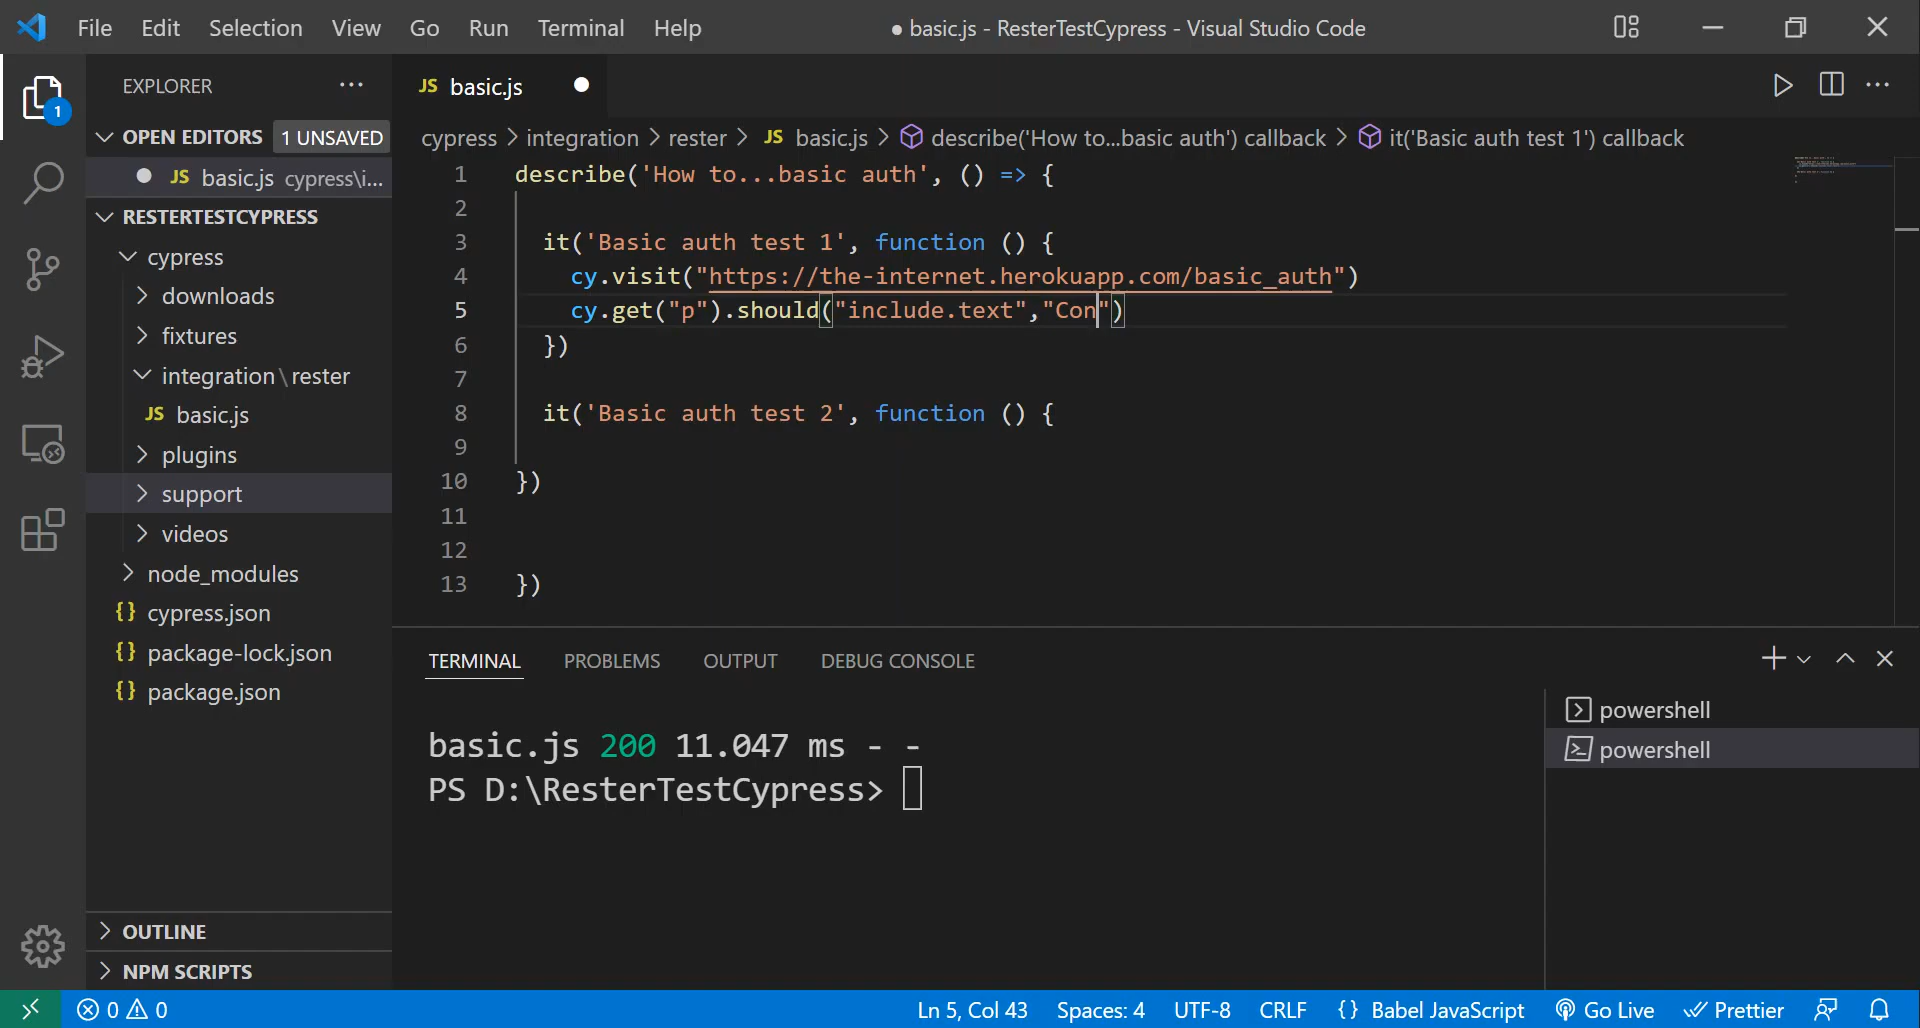 File Edit Selection View Go Run Terminal Help
● basic.js - ResterTestCypress - Visual Studio Code
EXPLORER
OPEN EDITORS 1 UNSAVED
JS basic.js cypress\i...
RESTERTESTCYPRESS
cypress
downloads
fixtures
integration\rester
JS basic.js
plugins
support
videos
node_modules
{} cypress.json
{} package-lock.json
{} package.json
OUTLINE
NPM SCRIPTS
1
JS basic.js
cypress > integration > rester > JS basic.js > describe('How to...basic auth') callback > it('Basic auth test 1') callback
1 describe('How to...basic auth', () => {
2
3 it('Basic auth test 1', function () {
4 cy.visit("https://the-internet.herokuapp.com/basic_auth")
5 cy.get("p").should("include.text","Con")
6 })
7
8 it('Basic auth test 2', function () {
9
10 })
11
12
13 })
TERMINAL PROBLEMS OUTPUT DEBUG CONSOLE
basic.js 200 11.047 ms - -
PS D:\ResterTestCypress>
powershell
powershell
0 0 Ln 5, Col 43 Spaces: 4 UTF-8 CRLF {} Babel JavaScript Go Live Prettier